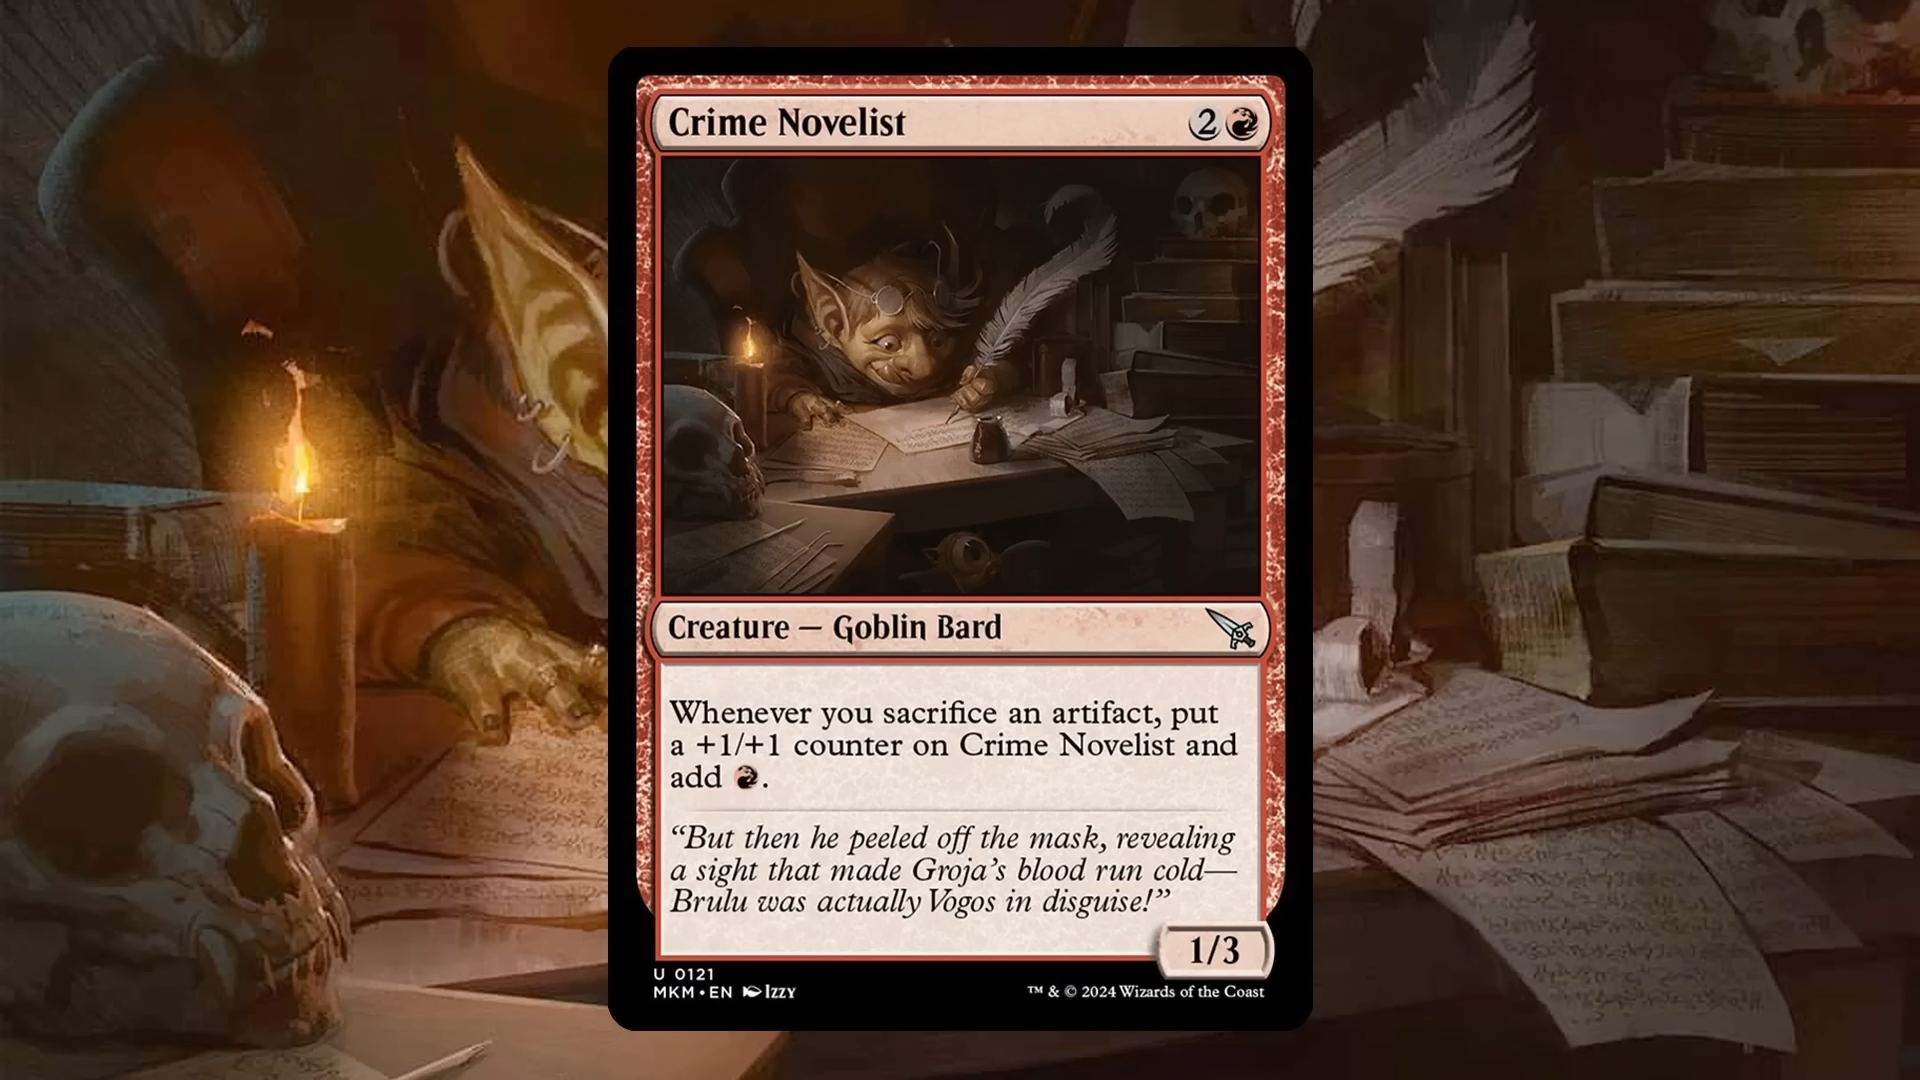 Crime Novelist 2
Creature — Goblin Bard
Whenever you sacrifice an artifact, put
a +1/+1 counter on Crime Novelist and
add .
“But then he peeled off the mask, revealing
a sight that made Groja’s blood run cold—
Brulu was actually Vogos in disguise!”
1/3
U 0121
MKM • EN Izzy
™ & © 2024 Wizards of the Coast